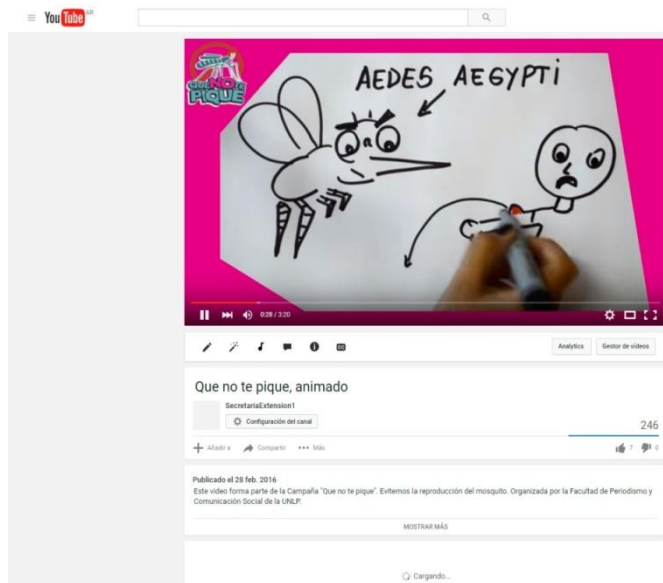 You Tube AR
classics
QUE NO TE
PIQUE
AEDES AEGYPTI
0:28 / 3:20
Analytics
Gestor de vídeos
Que no te pique, animado
SecretariaExtension1
Configuración del canal
246
Añadir a
Compartir
Más
7
0
Publicado el 28 feb. 2016
Este video forma parte de la Campaña "Que no te pique". Evitemos la reproducción del mosquito. Organizada por la Facultad de Periodismo y
Comunicación Social de la UNLP.
MOSTRAR MÁS
Cargando...